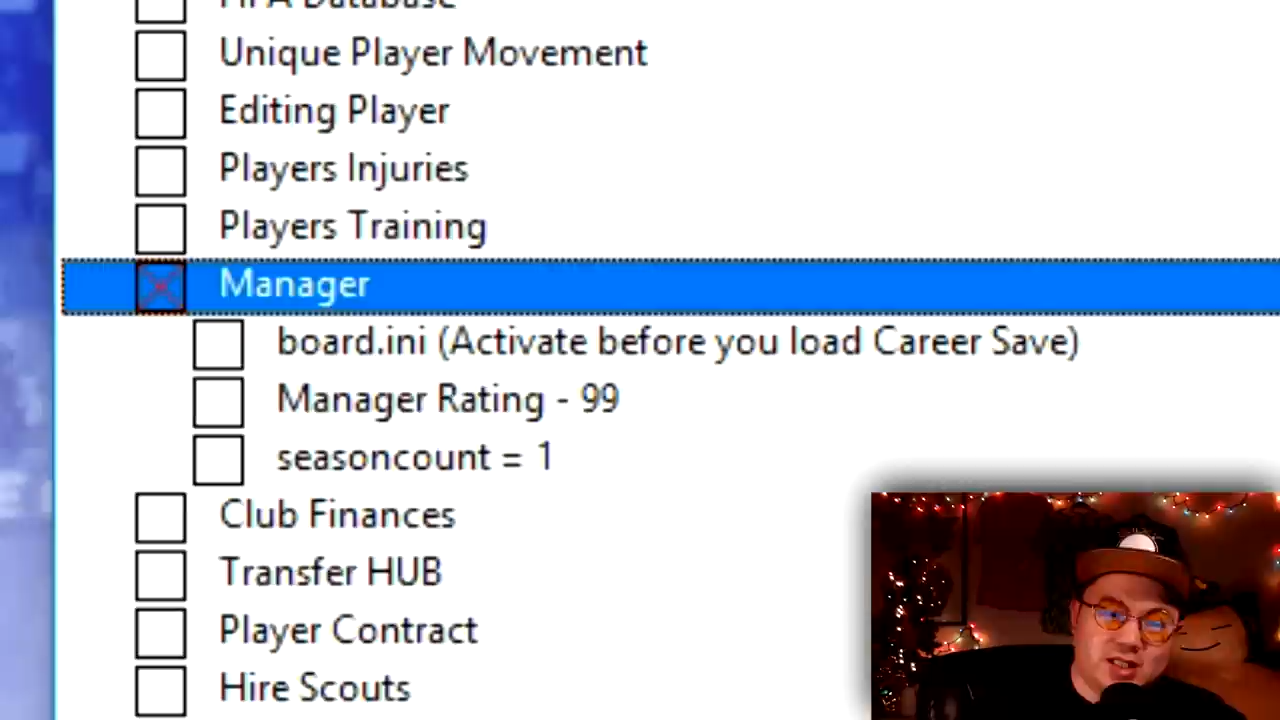 Database
Unique Player Movement
Editing Player
Players Injuries
Players Training
Manager
board.ini (Activate before you load Career Save)
Manager Rating - 99
seasoncount = 1
Club Finances
Transfer HUB
Player Contract
Hire Scouts